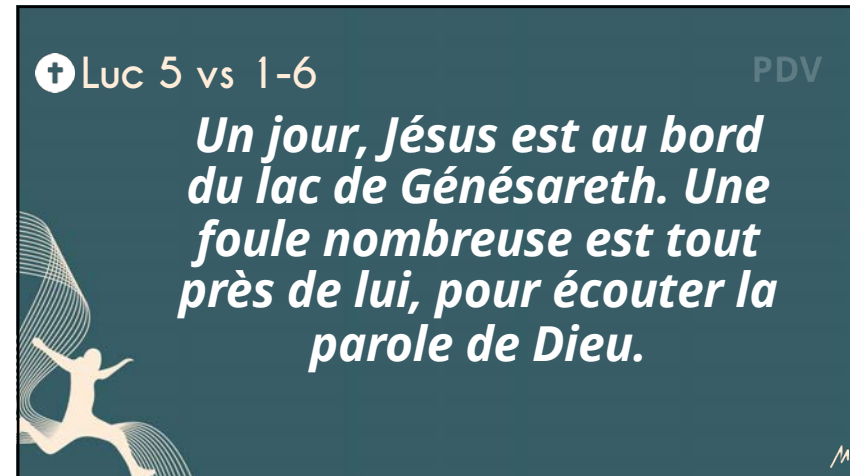 Luc 5 vs 1-6
PDV
Un jour, Jésus est au bord
du lac de Génésareth. Une
foule nombreuse est tout
près de lui, pour écouter la
parole de Dieu.